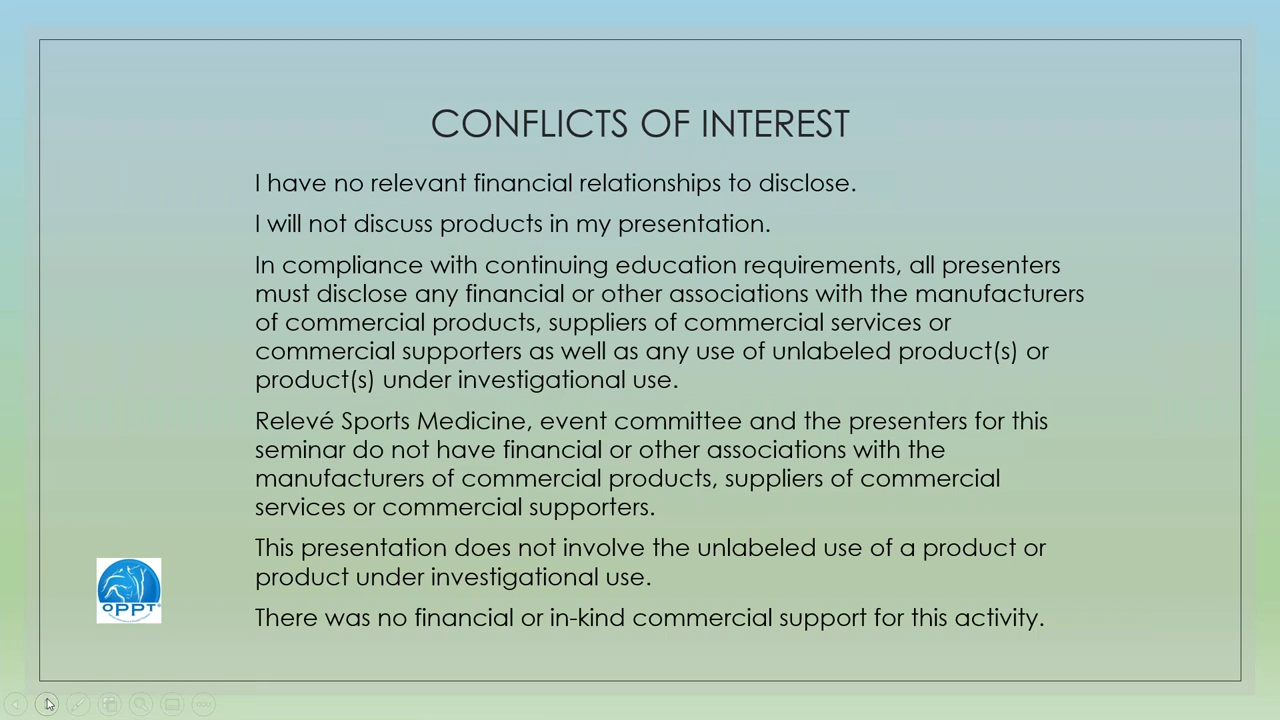 CONFLICTS OF INTEREST
I have no relevant financial relationships to disclose.
I will not discuss products in my presentation.
In compliance with continuing education requirements, all presenters
must disclose any financial or other associations with the manufacturers
of commercial products, suppliers of commercial services or
commercial supporters as well as any use of unlabeled product(s) or
product(s) under investigational use.
Relevé Sports Medicine, event committee and the presenters for this
seminar do not have financial or other associations with the
manufacturers of commercial products, suppliers of commercial
services or commercial supporters.
This presentation does not involve the unlabeled use of a product or
product under investigational use.
There was no financial or in-kind commercial support for this activity.
OPPT